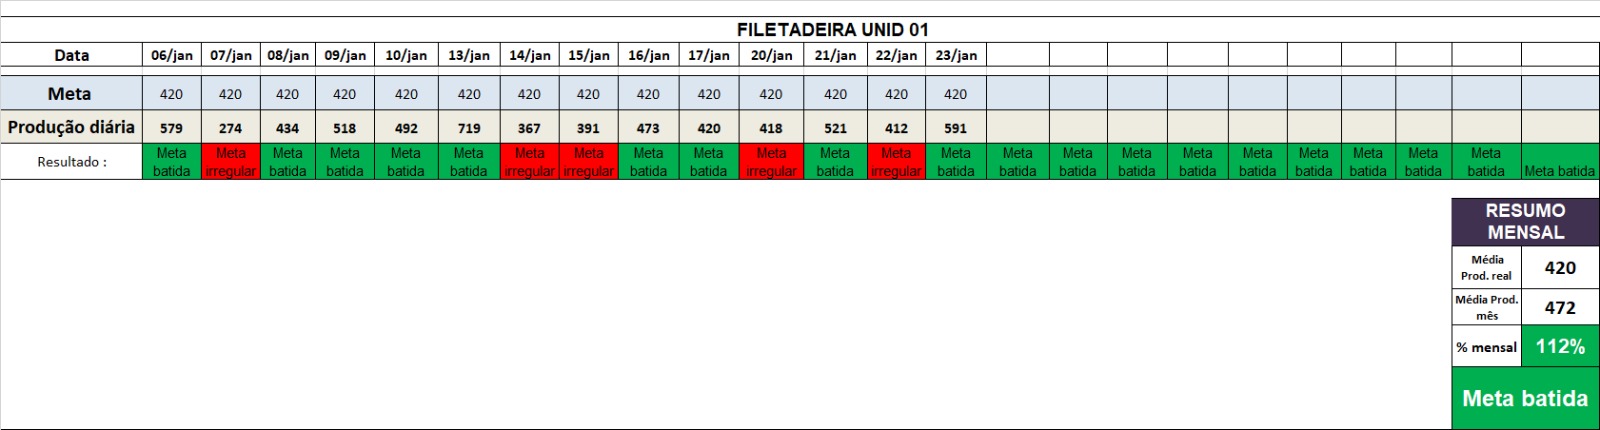 FILETADEIRA UNID 01
Data 06/jan 07/jan 08/jan 09/jan 10/jan 13/jan 14/jan 15/jan 16/jan 17/jan 20/jan 21/jan 22/jan 23/jan
Meta 420 420 420 420 420 420 420 420 420 420 420 420 420 420
Produção diária 579 274 434 518 492 719 367 391 473 420 418 521 412 591
Resultado : Meta batida Meta irregular Meta batida Meta batida Meta batida Meta batida Meta irregular Meta irregular Meta batida Meta batida Meta irregular Meta batida Meta irregular Meta batida Meta batida Meta batida Meta batida Meta batida Meta batida Meta batida Meta batida Meta batida Meta batida Meta batida
RESUMO
MENSAL
Média
Prod. real 420
Média Prod.
mês 472
% mensal 112%
Meta batida